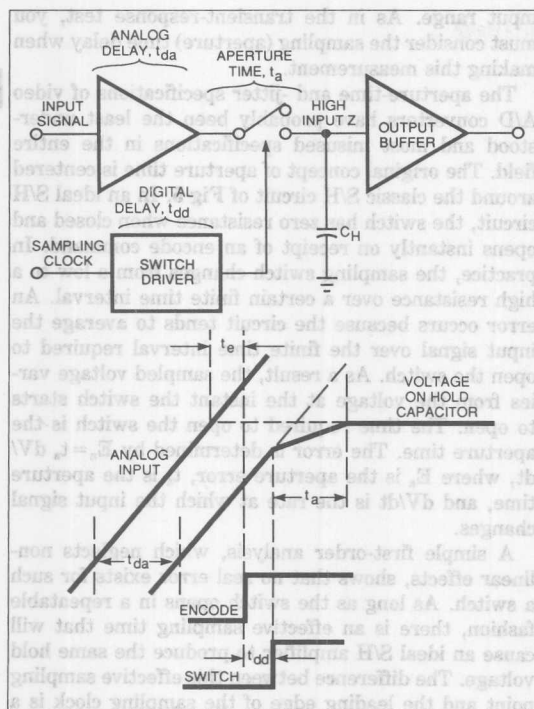 ANALOG
DELAY, tda
APERTURE
TIME, ta
INPUT
SIGNAL
HIGH
INPUT Z
OUTPUT
BUFFER
DIGITAL
DELAY, tdd
SAMPLING
CLOCK
SWITCH
DRIVER
CH
te
VOLTAGE
ON HOLD
CAPACITOR
ANALOG
INPUT
ta
tda
ENCODE
tdd
SWITCH
input range. As in the transient-response test, you
must consider the sampling (aperture) delay when
making this measurement.
The aperture-time and jitter specifications of video
A/D have probably been the least
stood and misused specifications in the entire
field. The original concept of aperture time is centered
around the classic S/H circuit of an ideal S/H
circuit, the switch has zero resistance when closed and
opens instantly on receipt of an encode In
practice, the sampling switch changes from a low to a
high resistance over a certain finite time interval. An
error occurs because the circuit tends to average the
input signal over the finite time interval required to
open the switch. As a result, the sampled voltage var-
ies from the voltage at the instant the switch starts
to open. The time required to open the switch is the
aperture time. The error is determined by Ea=ta dV/
dt, where Ea is the aperture error, ta is the aperture
time, and dV/dt is the rate at which the input signal
changes.
A simple first-order analysis, which neglects non-
linear effects, shows that no real error exists for such
a switch. As long as the switch opens in a repeatable
fashion, there is an effective sampling time that will
cause an ideal S/H amplifier to produce the same hold
voltage. The difference between the effective sampling
point and the leading edge of the sampling clock is a